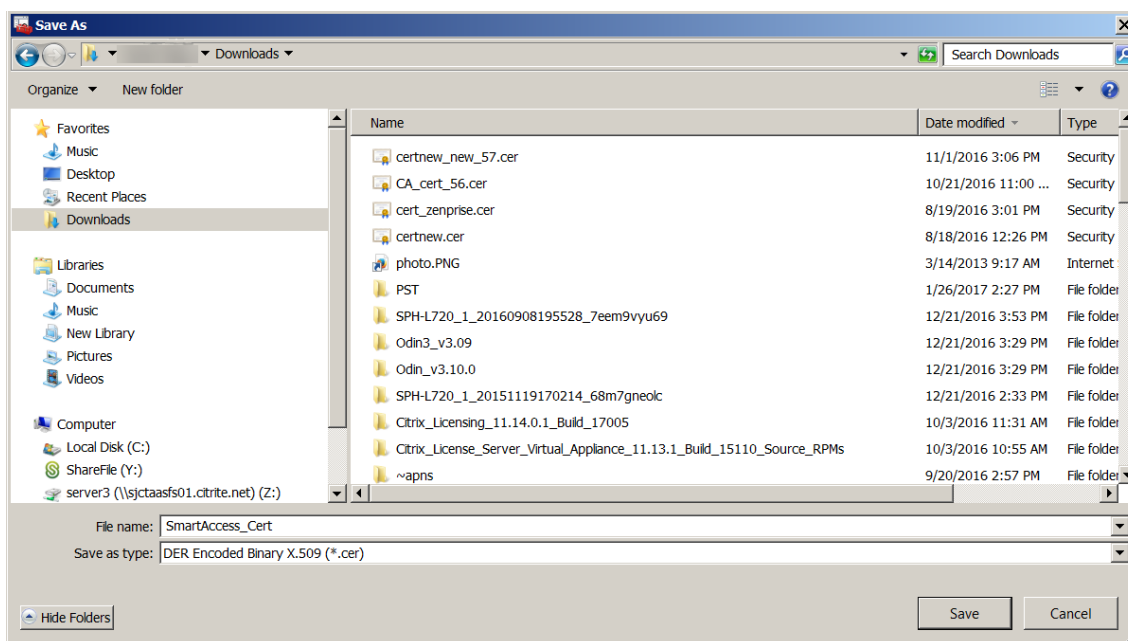 Save As
Downloads
Search Downloads
Organize New folder
Name Date modified Type
Favorites
Music
Desktop
Recent Places
Downloads
Libraries
Documents
Music
New Library
Pictures
Videos
Computer
Local Disk (C:)
ShareFile (Y:)
server3 (\\sjctaasfs01.citrite.net) (Z:)
certnew_new_57.cer 11/1/2016 3:06 PM Security
CA_cert_56.cer 10/21/2016 11:00 ... Security
cert_zenprise.cer 8/19/2016 3:01 PM Security
certnew.cer 8/18/2016 12:26 PM Security
photo.PNG 3/14/2013 9:17 AM Internet
PST 1/26/2017 2:27 PM File folder
SPH-L720_1_20160908195528_7eem9vyu69 12/21/2016 3:53 PM File folder
Odin3_v3.09 12/21/2016 3:29 PM File folder
Odin_v3.10.0 12/21/2016 3:29 PM File folder
SPH-L720_1_20151119170214_68m7gneolc 12/21/2016 2:33 PM File folder
Citrix_Licensing_11.14.0.1_Build_17005 10/3/2016 11:31 AM File folder
Citrix_License_Server_Virtual_Appliance_11.13.1_Build_15110_Source_RPMs 10/3/2016 10:55 AM File folder
~apns 9/20/2016 2:57 PM File folder
File name: SmartAccess_Cert
Save as type: DER Encoded Binary X.509 (*.cer)
Hide Folders Save Cancel